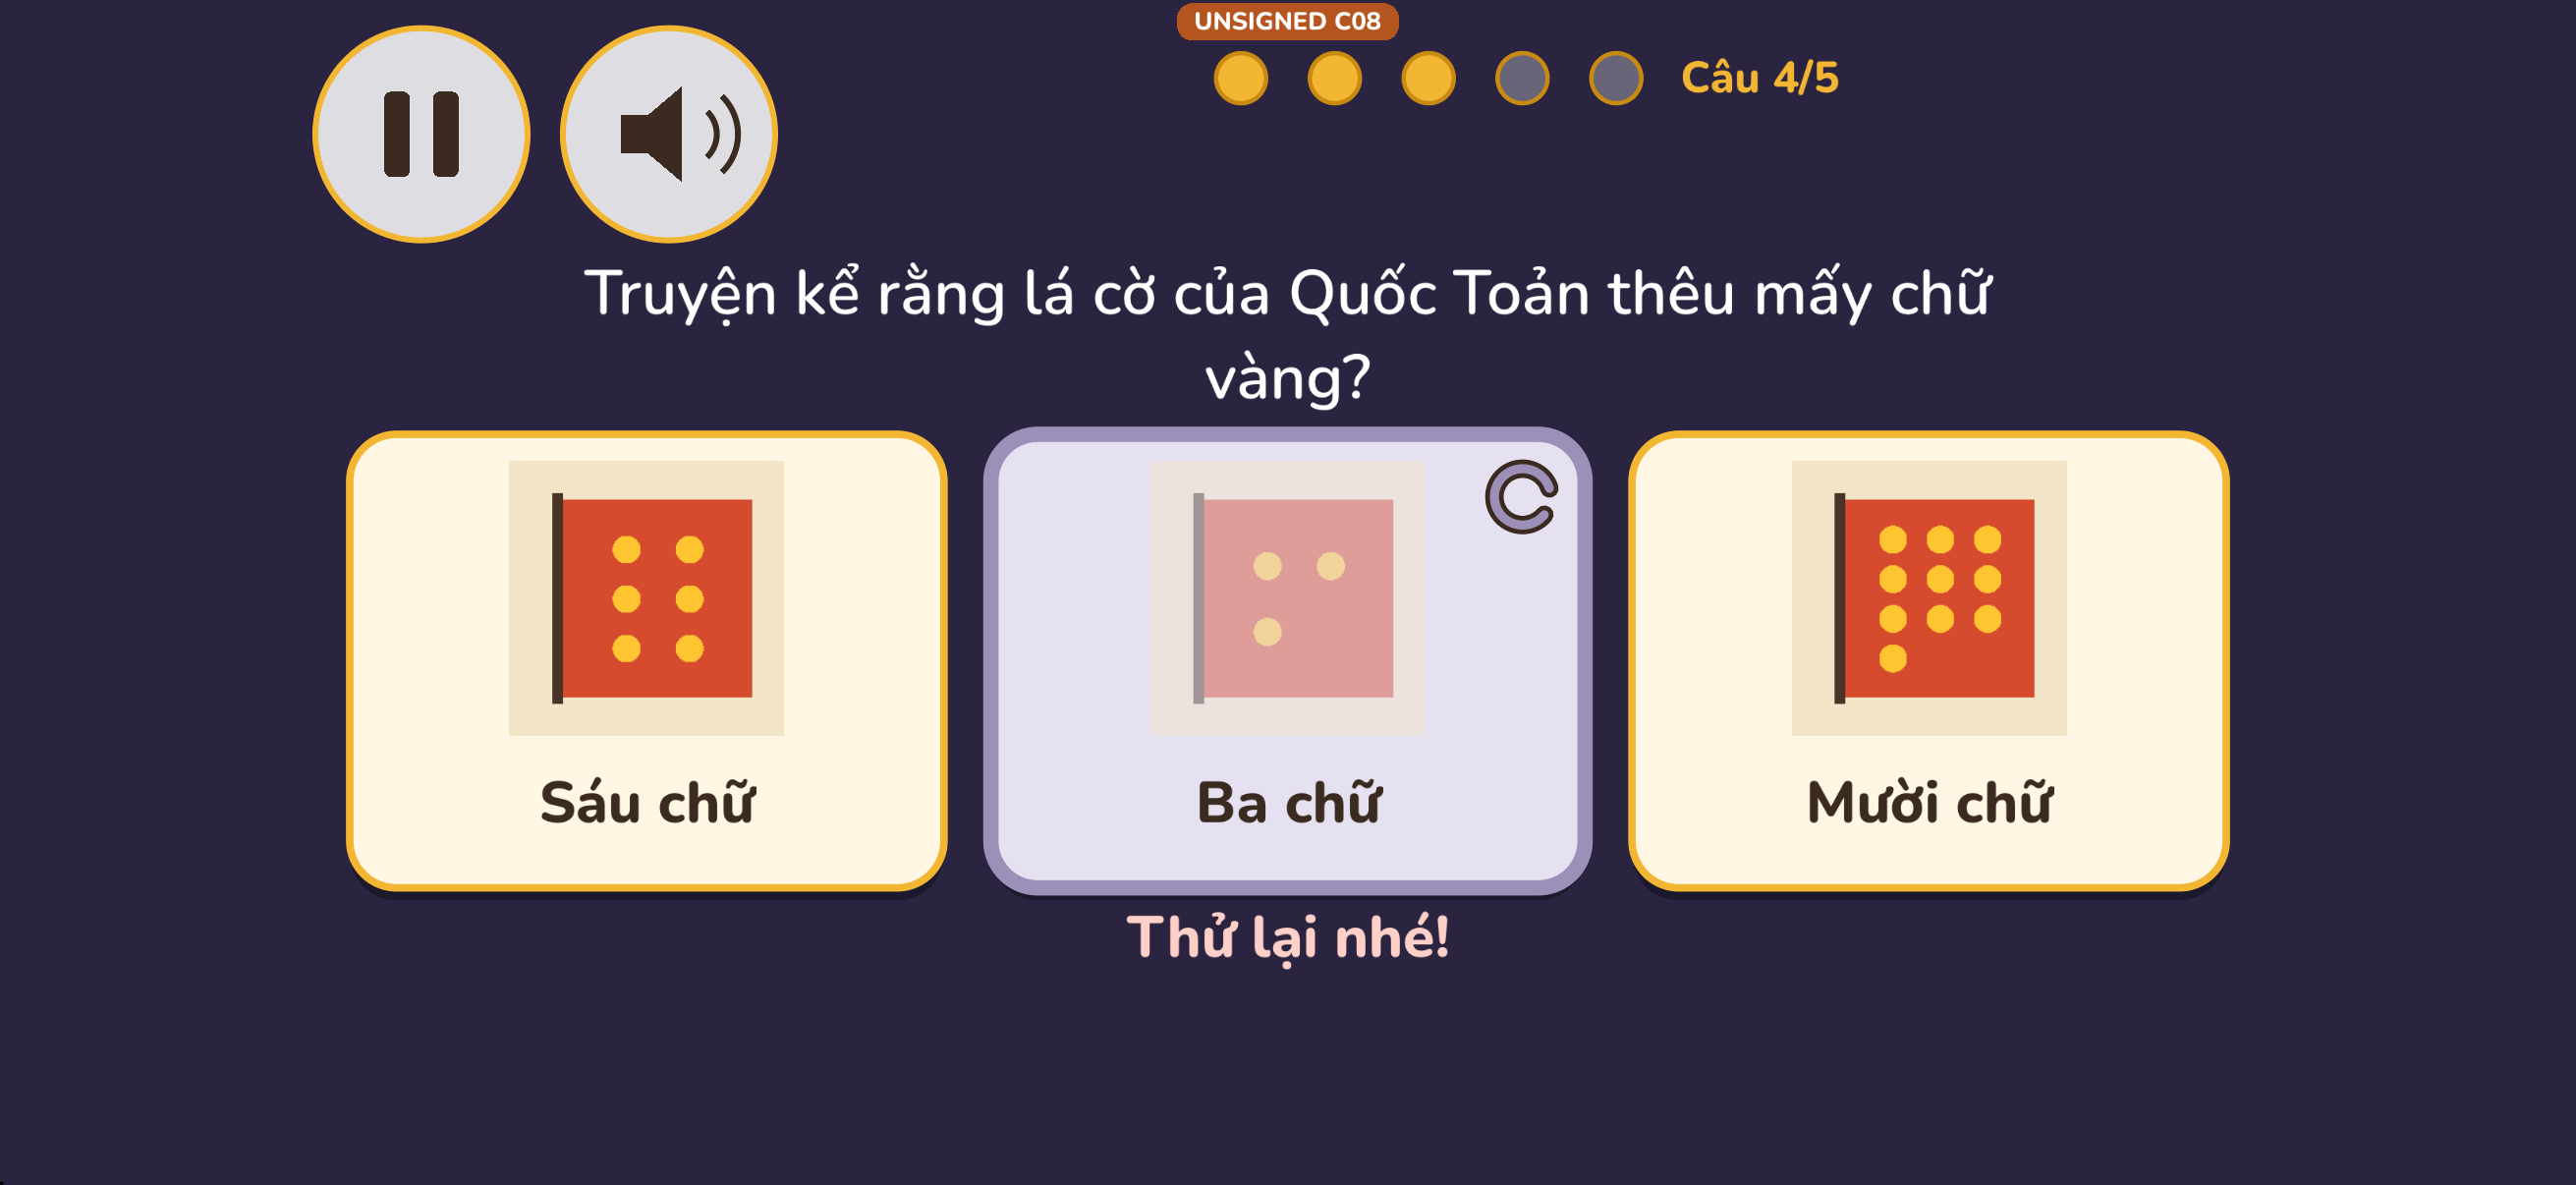 UNSIGNED C08
Câu 4/5
Truyện kể rằng lá cờ của Quốc Toản thêu mấy chữ
vàng?
Sáu chữ
Ba chữ
Mười chữ
Thử lại nhé!